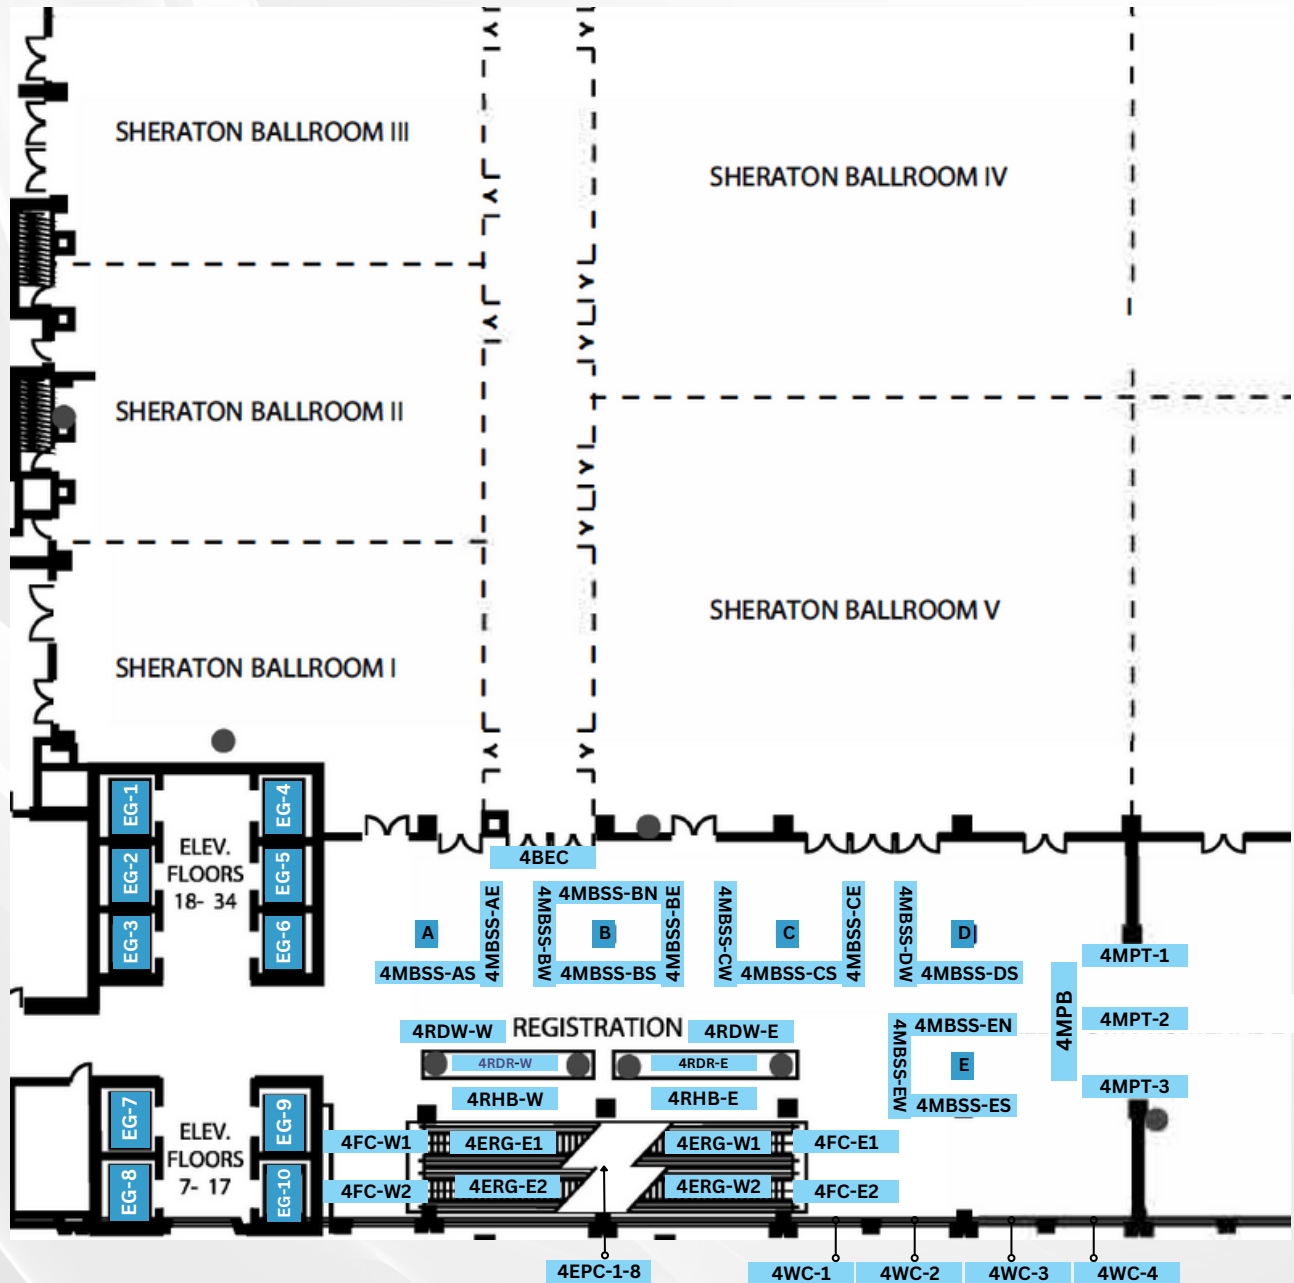 SHERATON BALLROOM III
SHERATON BALLROOM IV
SHERATON BALLROOM II
SHERATON BALLROOM V
SHERATON BALLROOM I
EG-1
EG-4
ELEV.
FLOORS
18- 34
EG-2
EG-5
EG-3
EG-6
4BEC
4MBSS-AE
4MBSS-BW
4MBSS-BN
4MBSS-BE
4MBSS-CW
4MBSS-CE
4MBSS-DW
A
B
C
D
4MBSS-AS
4MBSS-BS
4MBSS-CS
4MBSS-DS
4MPT-1
4MPB
4MPT-2
4MPT-3
4RDW-W
REGISTRATION
4RDW-E
4MBSS-EN
4MBSS-EW
E
4MBSS-ES
4RDR-W
4RDR-E
4RHB-W
4RHB-E
EG-7
EG-9
ELEV.
FLOORS
7- 17
EG-8
EG-10
4FC-W1
4ERG-E1
4ERG-W1
4FC-E1
4FC-W2
4ERG-E2
4ERG-W2
4FC-E2
4EPC-1-8
4WC-1
4WC-2
4WC-3
4WC-4